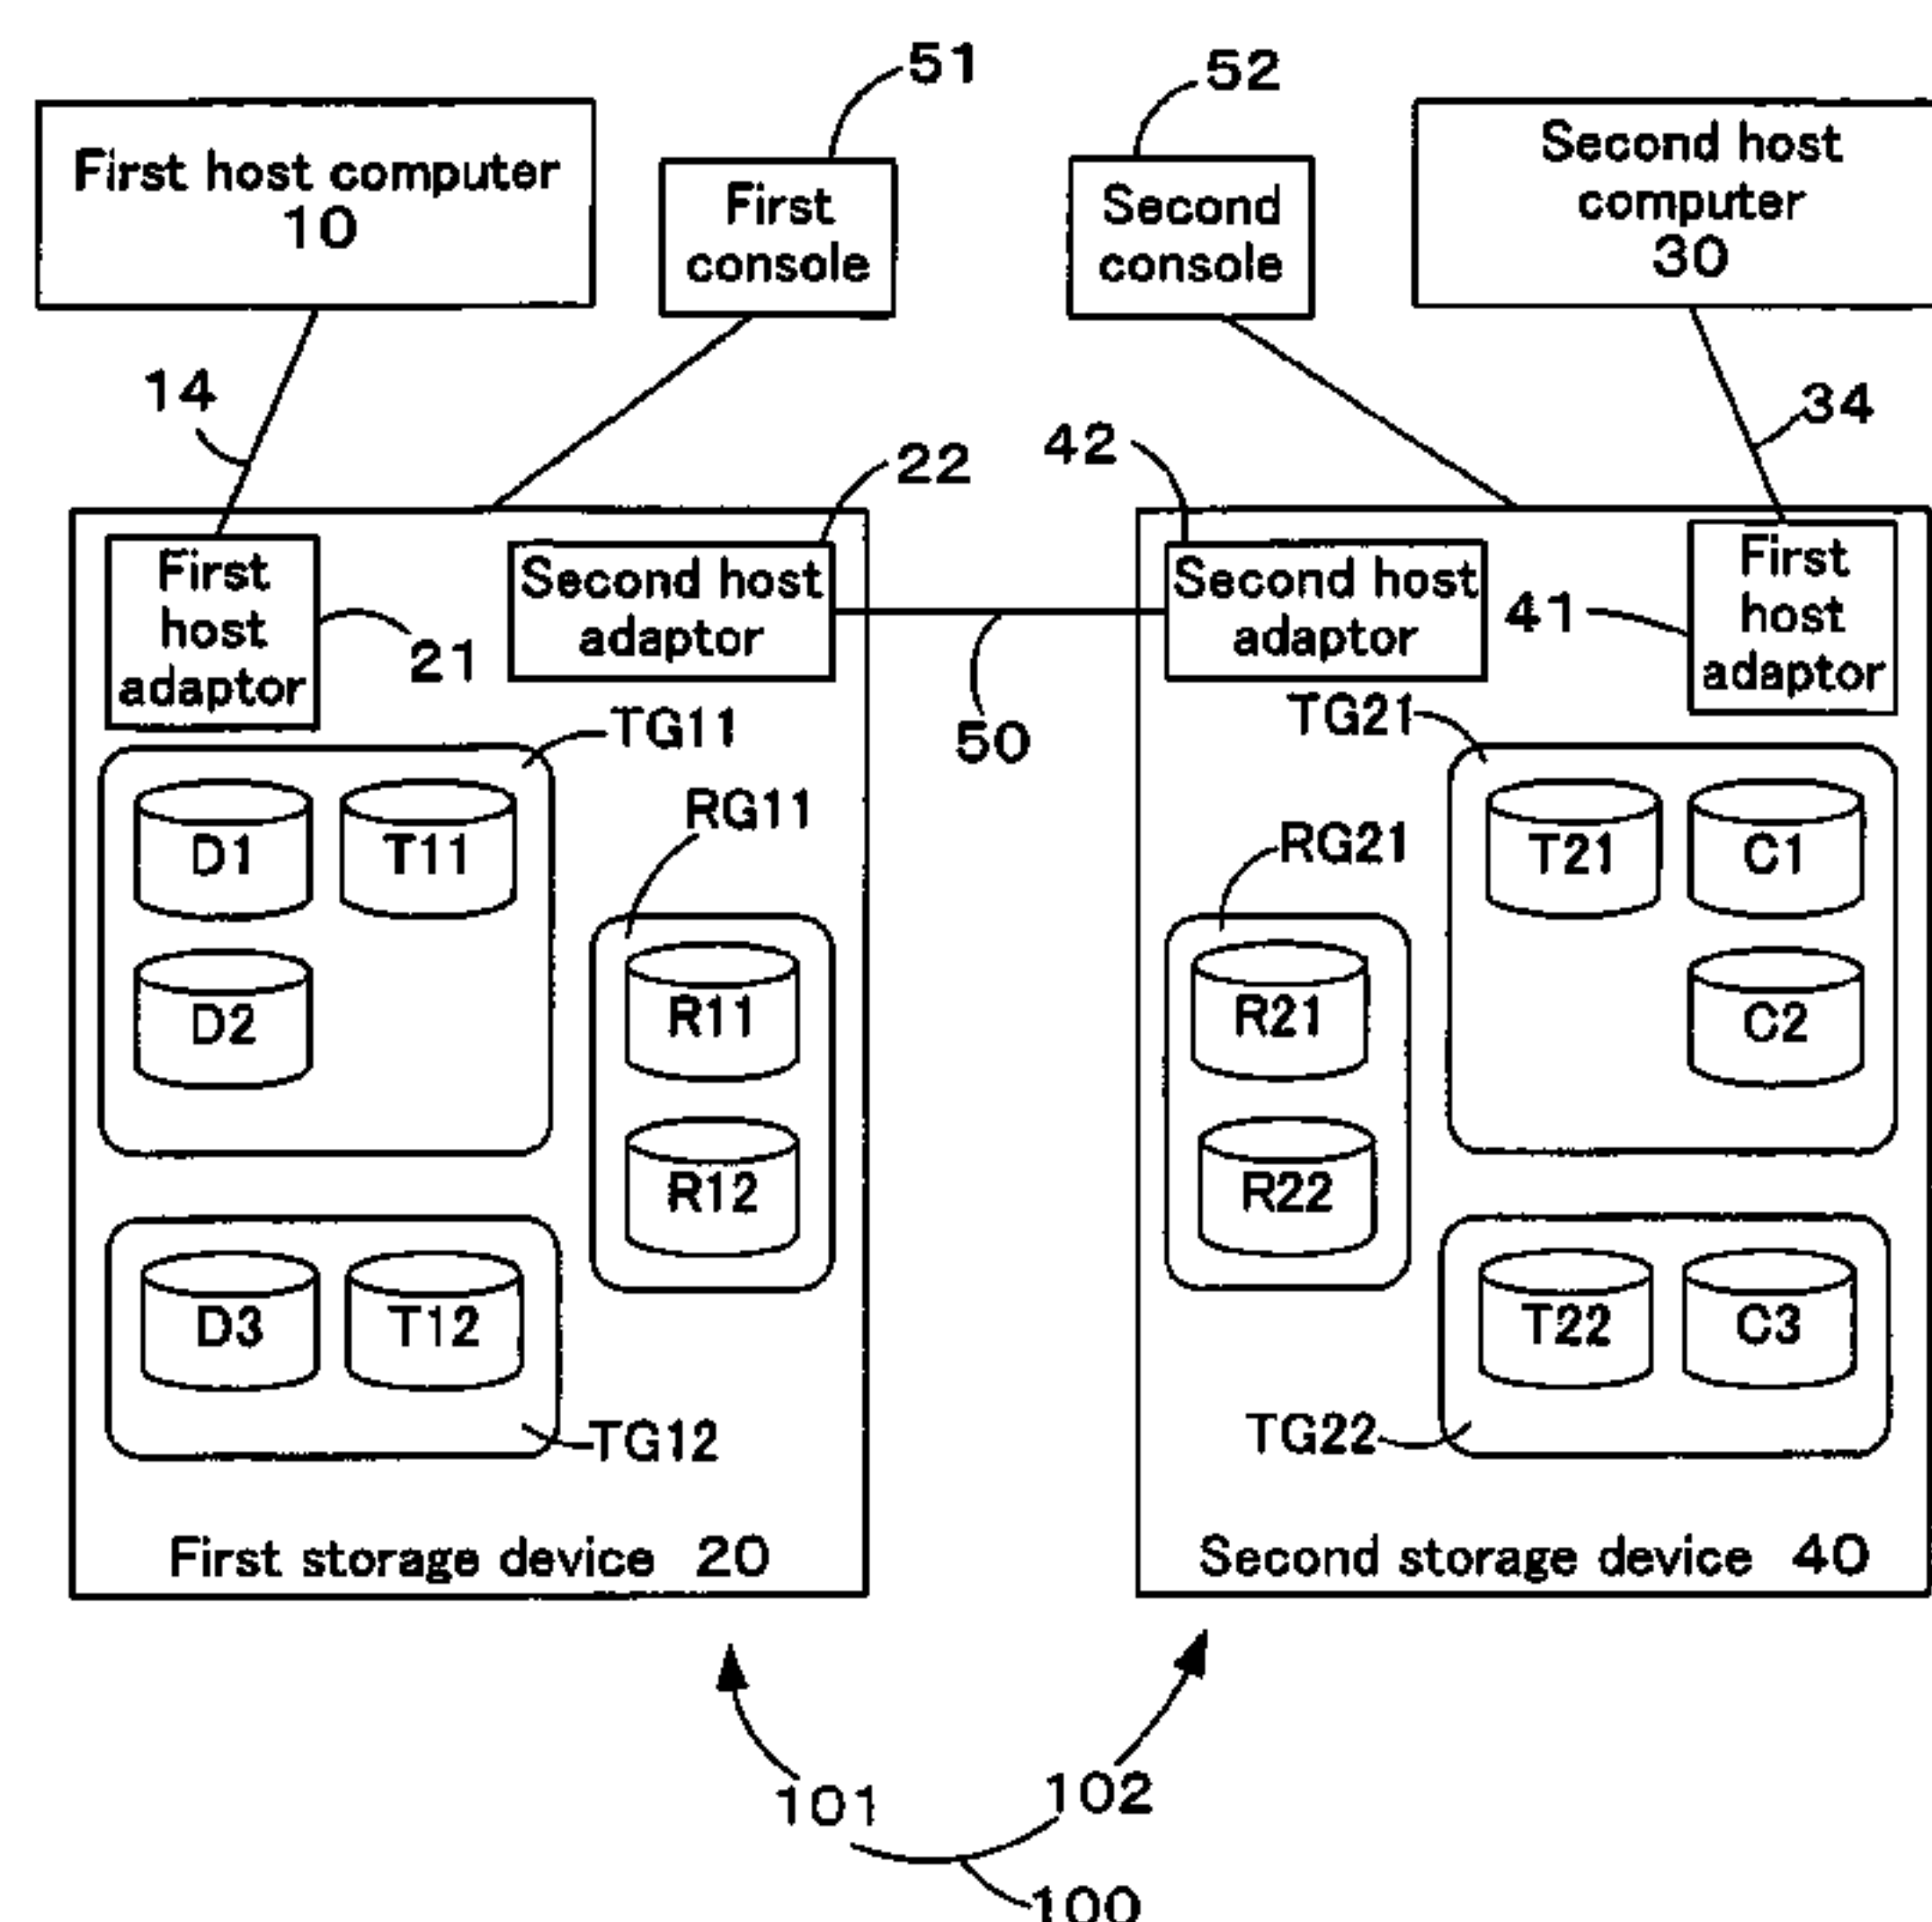 51
52
First host computer
10
First
console
Second
console
Second host
computer
30
14
34
22
42
First
host
adaptor
21
Second host
adaptor
50
Second host
adaptor
41
First
host
adaptor
TG11
D1
T11
D2
RG11
R11
R12
D3
T12
TG12
First storage device 20
TG21
T21
C1
C2
RG21
R21
R22
T22
C3
TG22
Second storage device 40
101
102
100